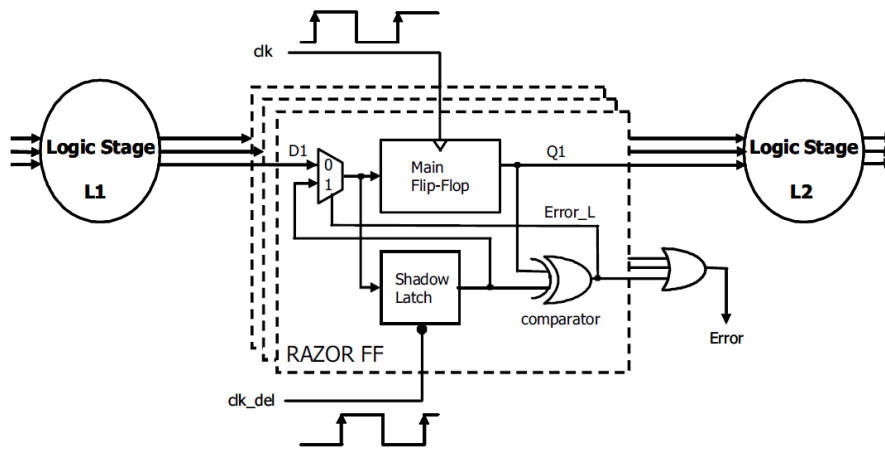 clk
Logic Stage
L1
D1
0
1
Main
Flip-Flop
Q1
Logic Stage
L2
Error_L
Shadow
Latch
comparator
RAZOR FF
Error
clk_del